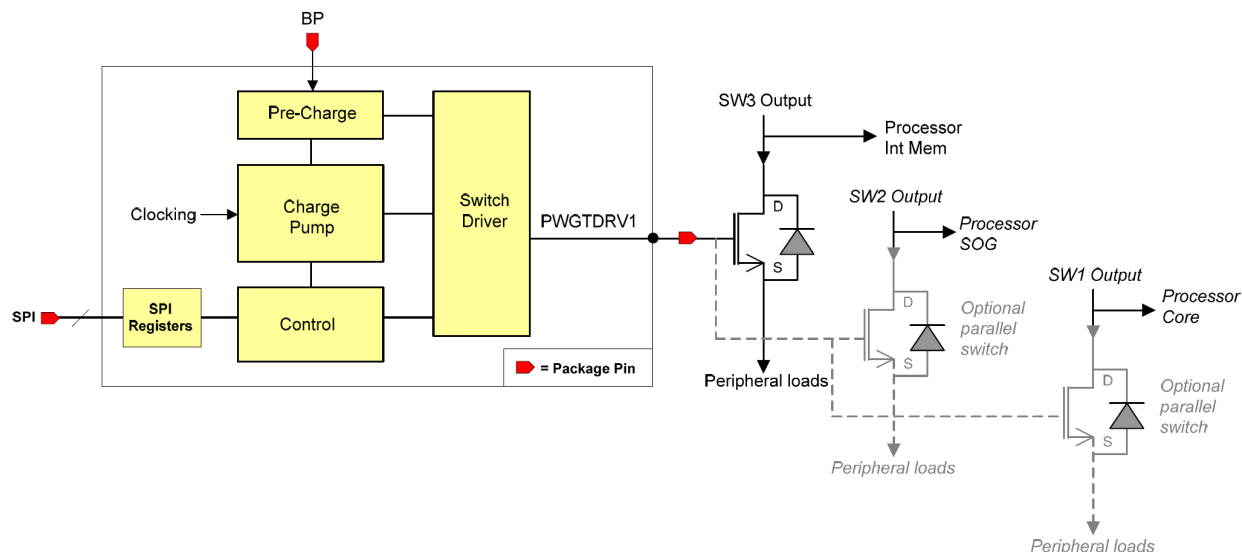 BP
Pre-Charge
Clocking
Charge
Pump
Switch
Driver
PWGTDRV1
SPI
SPI
Registers
Control
= Package Pin
SW3 Output
Processor
Int Mem
D
S
Peripheral loads
SW2 Output
Processor
SOG
D
S
Optional
parallel
switch
Peripheral loads
SW1 Output
Processor
Core
D
S
Optional
parallel
switch
Peripheral loads